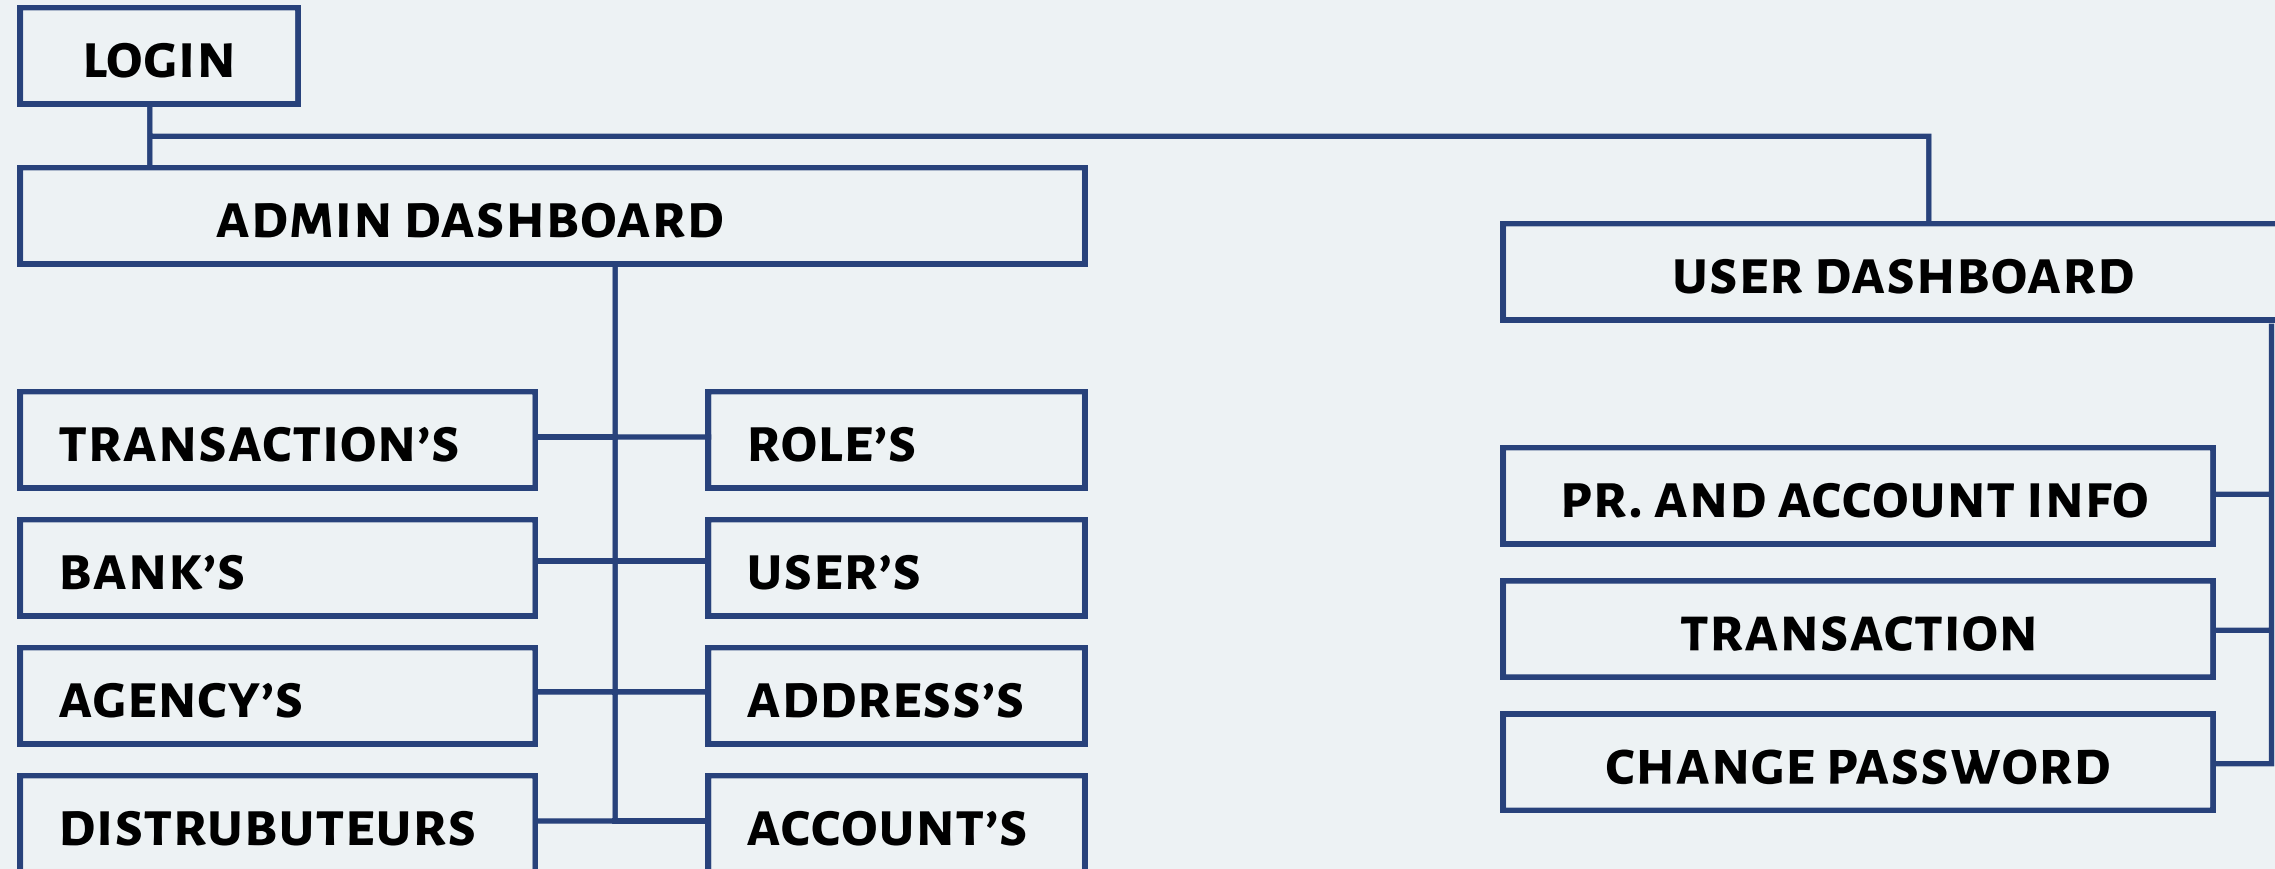 LOGIN
ADMIN DASHBOARD
USER DASHBOARD
TRANSACTION’S
ROLE’S
BANK’S
USER’S
AGENCY’S
ADDRESS’S
DISTRUBUTEURS
ACCOUNT’S
PR. AND ACCOUNT INFO
TRANSACTION
CHANGE PASSWORD